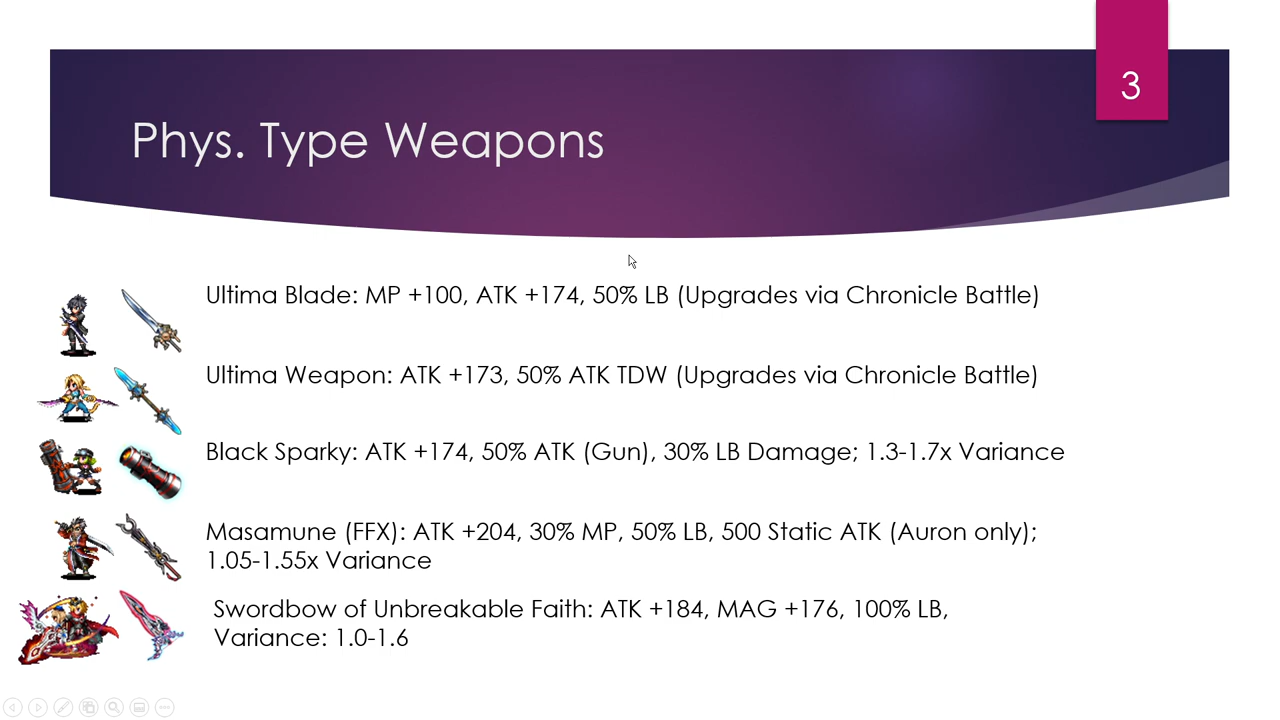 3
Phys. Type Weapons
Ultima Blade: MP +100, ATK +174, 50% LB (Upgrades via Chronicle Battle)
Ultima Weapon: ATK +173, 50% ATK TDW (Upgrades via Chronicle Battle)
Black Sparky: ATK +174, 50% ATK (Gun), 30% LB Damage; 1.3-1.7x Variance
Masamune (FFX): ATK +204, 30% MP, 50% LB, 500 Static ATK (Auron only);
1.05-1.55x Variance
Swordbow of Unbreakable Faith: ATK +184, MAG +176, 100% LB,
Variance: 1.0-1.6